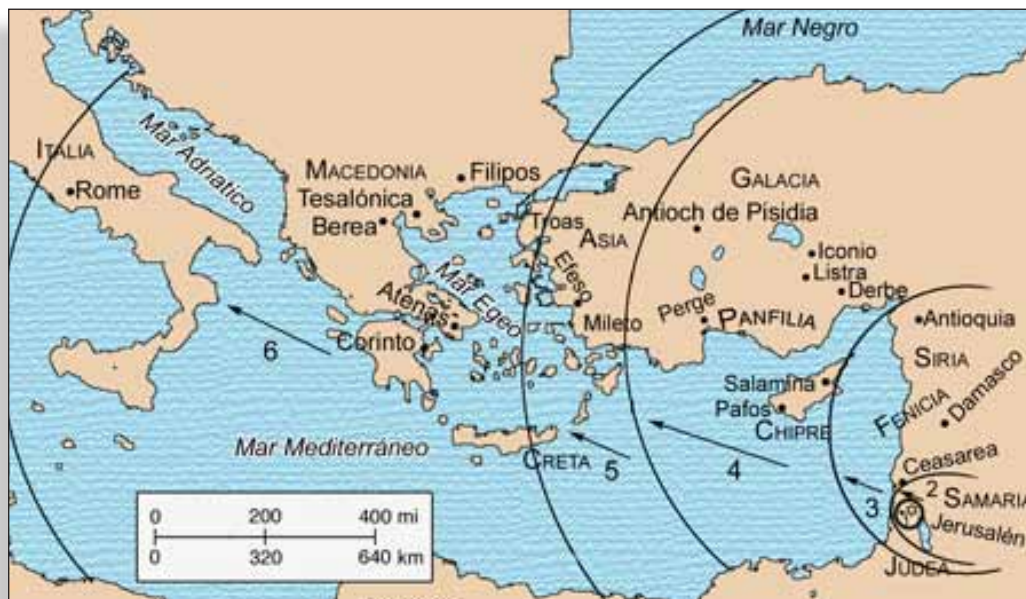 Mar Negro
ITALIA
Rome
Mar Adriatico
MACEDONIA
Filipos
Tesalónica
Berea
GALACIA
Troas
Antioch de Pisidia
ASIA
Iconio
Listra
Derbe
Efeso
Mar Egeo
Atenas
Mileto
Perge
PANFILIA
Antioquia
Corinto
6
SIRIA
Salamina
Pafos
CHIPRE
FENICIA
Damasco
Mar Mediterráneo
CRETA
5
4
3
Ceasarea
2
SAMARIA
Jerusalén
JUDEA
0 200 400 mi
0 320 640 km